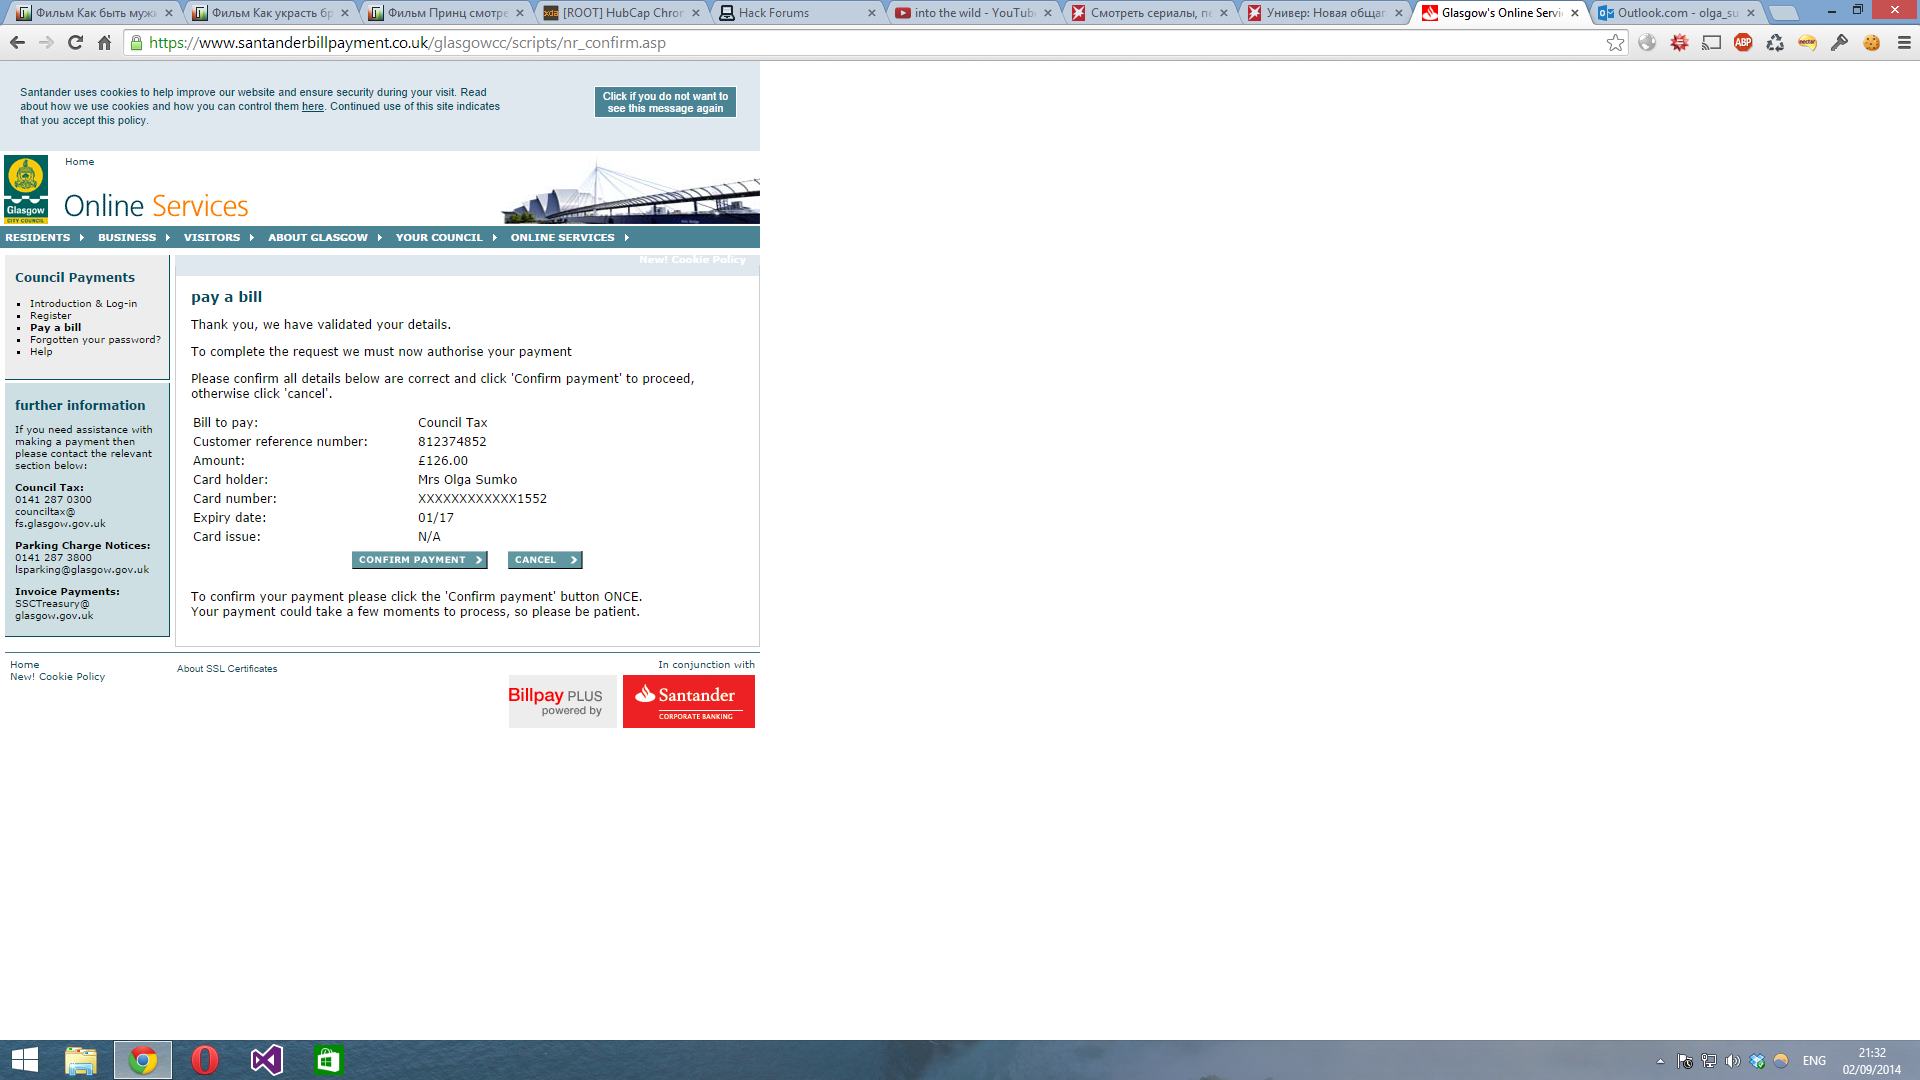 Фильм Как быть муж
Фильм Как украсть бр
Фильм Принц смотре
[ROOT] HubCap Chror
Hack Forums
into the wild - YouTub
Смотреть сериалы, п
Универ: Новая общаг
Glasgow's Online Servi
Outlook.com - olga_su
https://www.santanderbillpayment.co.uk/glasgowcc/scripts/nr_confirm.asp
ABP
nectar
Santander uses cookies to help improve our website and ensure security during your visit. Read
about how we use cookies and how you can control them here. Continued use of this site indicates
that you accept this policy.
Click if you do not want to
see this message again
Home
Glasgow
CITY COUNCIL
Online Services
RESIDENTS
BUSINESS
VISITORS
ABOUT GLASGOW
YOUR COUNCIL
ONLINE SERVICES
New! Cookie Policy
Council Payments
Introduction & Log-in
Register
Pay a bill
Forgotten your password?
Help
further information
If you need assistance with
making a payment then
please contact the relevant
section below:
Council Tax:
0141 287 0300
counciltax@
fs.glasgow.gov.uk
Parking Charge Notices:
0141 287 3800
lsparking@glasgow.gov.uk
Invoice Payments:
SSCTreasury@
glasgow.gov.uk
pay a bill
Thank you, we have validated your details.
To complete the request we must now authorise your payment
Please confirm all details below are correct and click 'Confirm payment' to proceed,
otherwise click 'cancel'.
Bill to pay: Council Tax
Customer reference number: 812374852
Amount: £126.00
Card holder: Mrs Olga Sumko
Card number: XXXXXXXXXXXX1552
Expiry date: 01/17
Card issue: N/A
CONFIRM PAYMENT
CANCEL
To confirm your payment please click the 'Confirm payment' button ONCE.
Your payment could take a few moments to process, so please be patient.
Home
New! Cookie Policy
About SSL Certificates
In conjunction with
Billpay PLUS
powered by
Santander
CORPORATE BANKING
ENG
21:32
02/09/2014